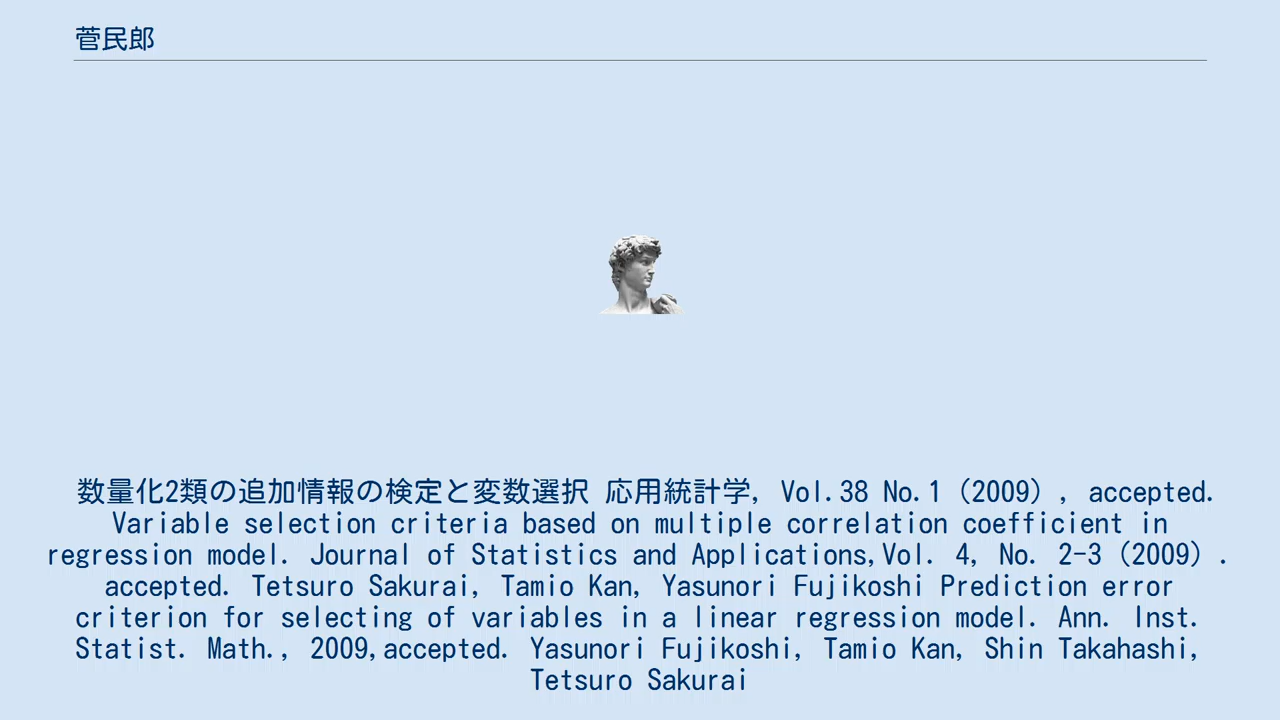 菅民郎
数量化2類の追加情報の検定と変数選択 応用統計学, Vol.38 No.1（2009）, accepted.
Variable selection criteria based on multiple correlation coefficient in
regression model. Journal of Statistics and Applications,Vol. 4, No. 2-3（2009）.
accepted. Tetsuro Sakurai, Tamio Kan, Yasunori Fujikoshi Prediction error
criterion for selecting of variables in a linear regression model. Ann. Inst.
Statist. Math., 2009,accepted. Yasunori Fujikoshi, Tamio Kan, Shin Takahashi,
Tetsuro Sakurai